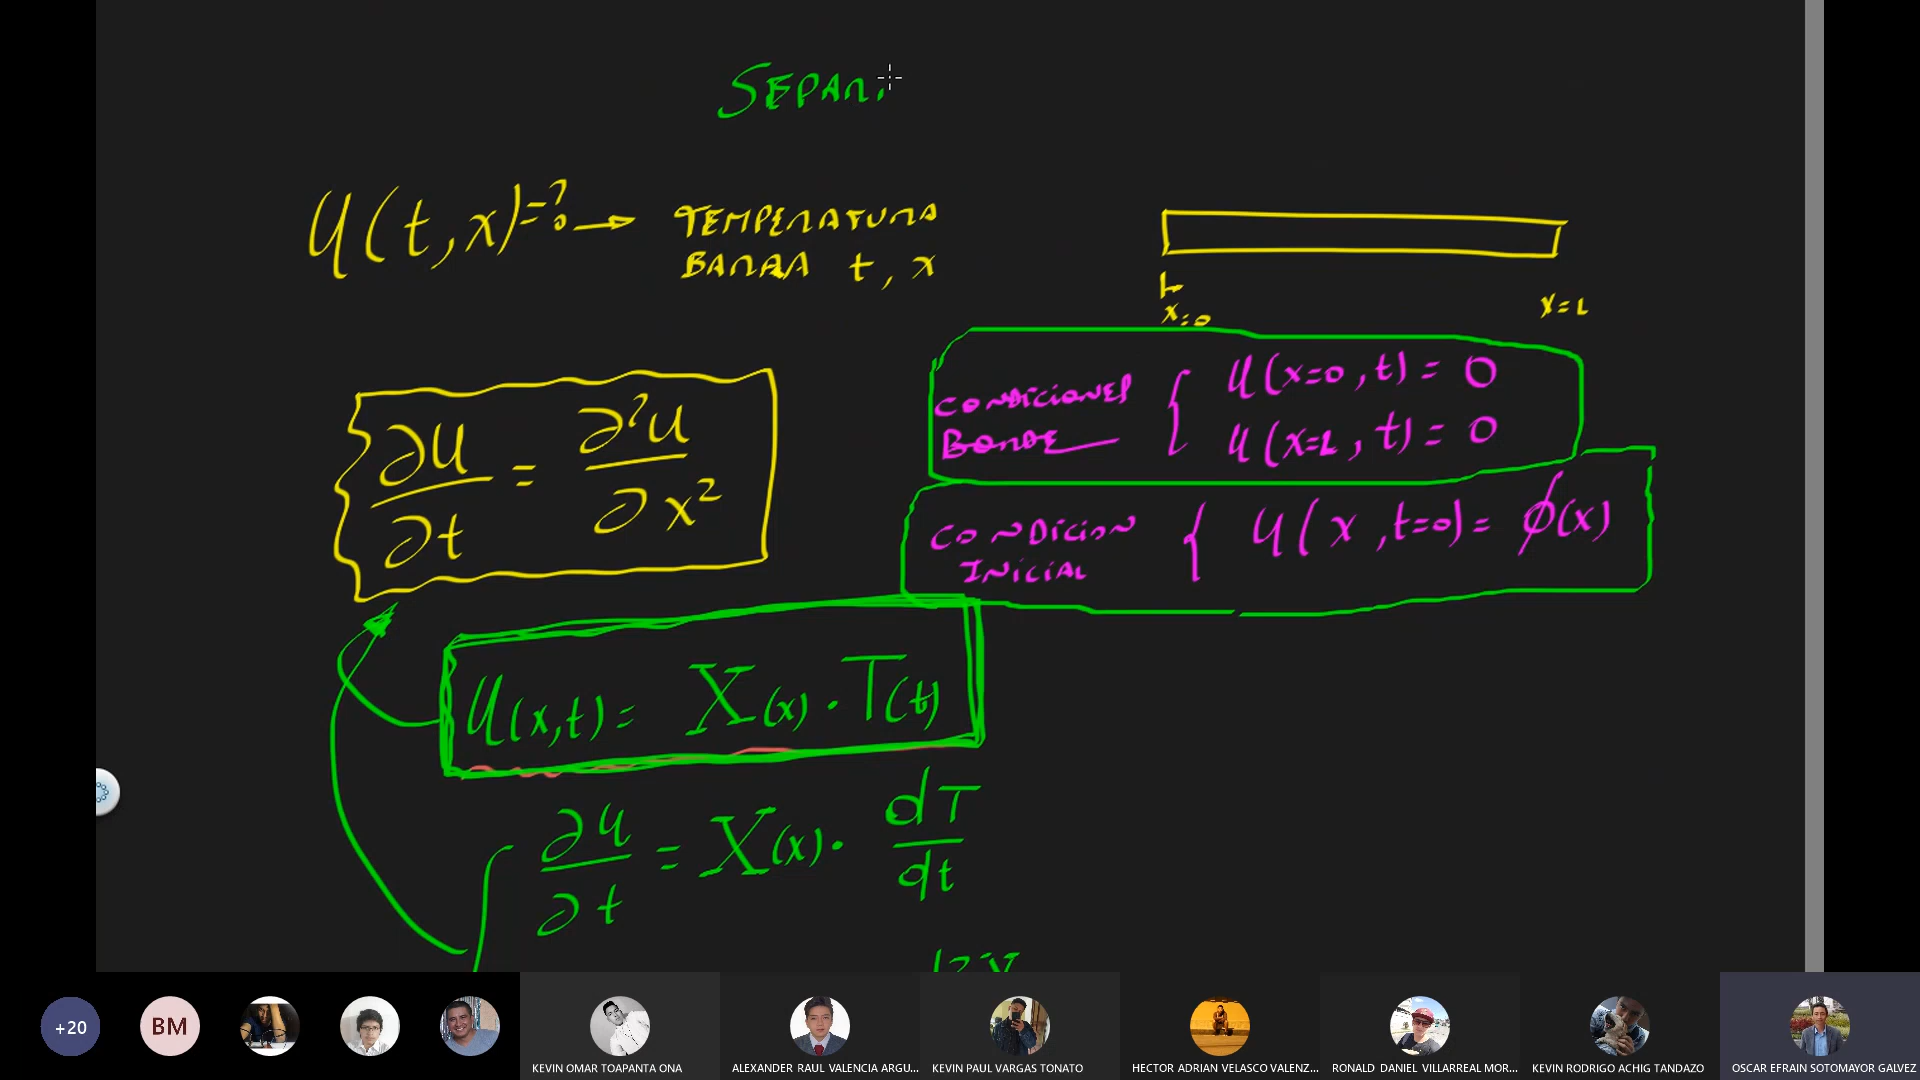 SEPARA
U(t,x)=? → TEMPERATURA
BARRA t, x
x=0
x=L
CONDICIONES BORDE { U(x=0, t) = 0
U(x=L, t) = 0
∂U/∂t = ∂²U/∂x²
CONDICION INICIAL { U(x, t=0) = ϕ(x)
U(x,t) = X(x) · T(t)
∂U/∂t = X(x) · dT/dt
+20
BM
KEVIN OMAR TOAPANTA ONA
ALEXANDER RAUL VALENCIA ARGU...
KEVIN PAUL VARGAS TONATO
HECTOR ADRIAN VELASCO VALENZ...
RONALD DANIEL VILLARREAL MOR...
KEVIN RODRIGO ACHIG TANDAZO
OSCAR EFRAIN SOTOMAYOR GALVEZ